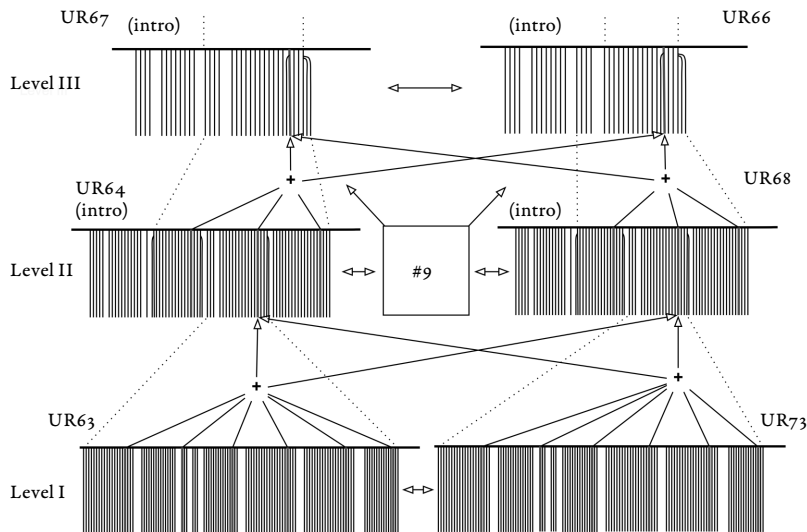 UR67 (intro) (intro) UR66
Level III
+ +
UR64 UR68
(intro) (intro)
Level II #9
+ +
UR63 UR73
Level I